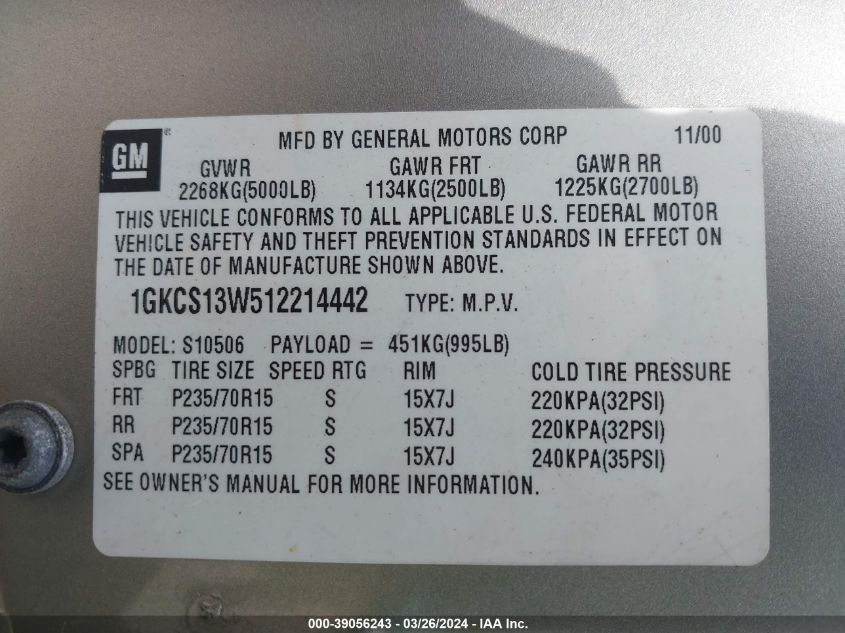 GM
MFD BY GENERAL MOTORS CORP 11/00
GVWR GAWR FRT GAWR RR
2268KG(5000LB) 1134KG(2500LB) 1225KG(2700LB)
THIS VEHICLE CONFORMS TO ALL APPLICABLE U.S. FEDERAL MOTOR
VEHICLE SAFETY AND THEFT PREVENTION STANDARDS IN EFFECT ON
THE DATE OF MANUFACTURE SHOWN ABOVE.
1GKCS13W512214442 TYPE: M.P.V.
MODEL: S10506 PAYLOAD = 451KG(995LB)
SPBG TIRE SIZE SPEED RTG RIM COLD TIRE PRESSURE
FRT P235/70R15 S 15X7J 220KPA(32PSI)
RR P235/70R15 S 15X7J 220KPA(32PSI)
SPA P235/70R15 S 15X7J 240KPA(35PSI)
SEE OWNER'S MANUAL FOR MORE INFORMATION.
000-39056243 - 03/26/2024 - IAA Inc.